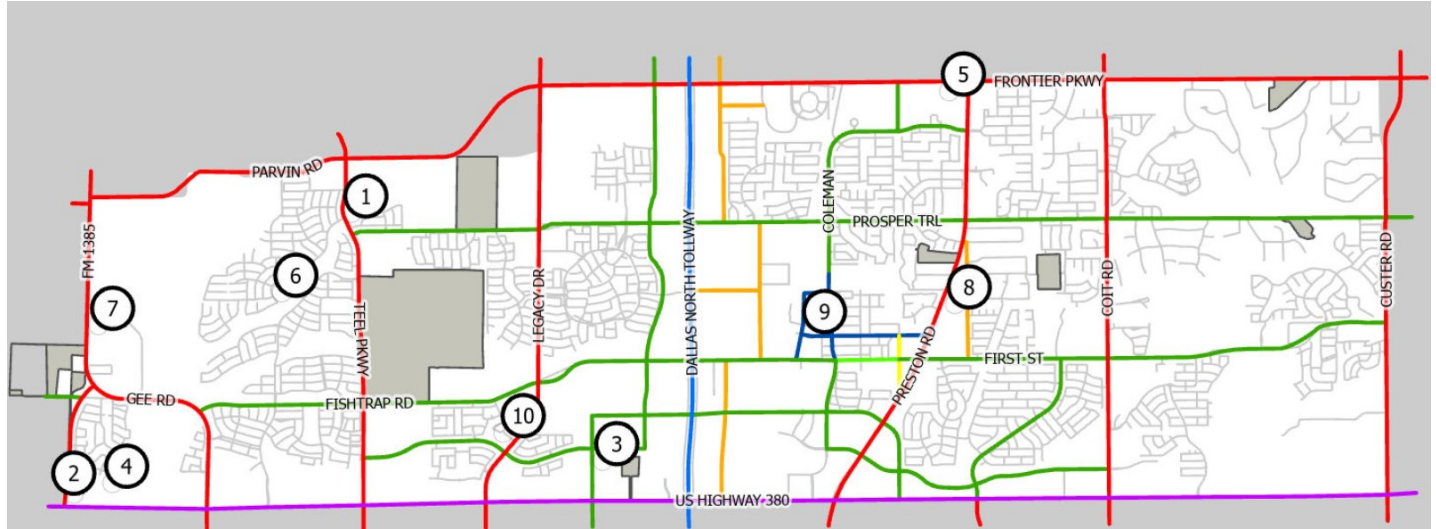 5
FRONTIER PKWY
PARVIN RD
1
COLEMAN
PROSPER TRL
FM 1385
6
DALLAS NORTH TOLLWAY
7
TEEL PKWY
LEGACY DR
9
8
COIT RD
CUSTER RD
FIRST ST
PRESTON RD
GEE RD
FISHTRAP RD
10
3
2
4
US HIGHWAY 380